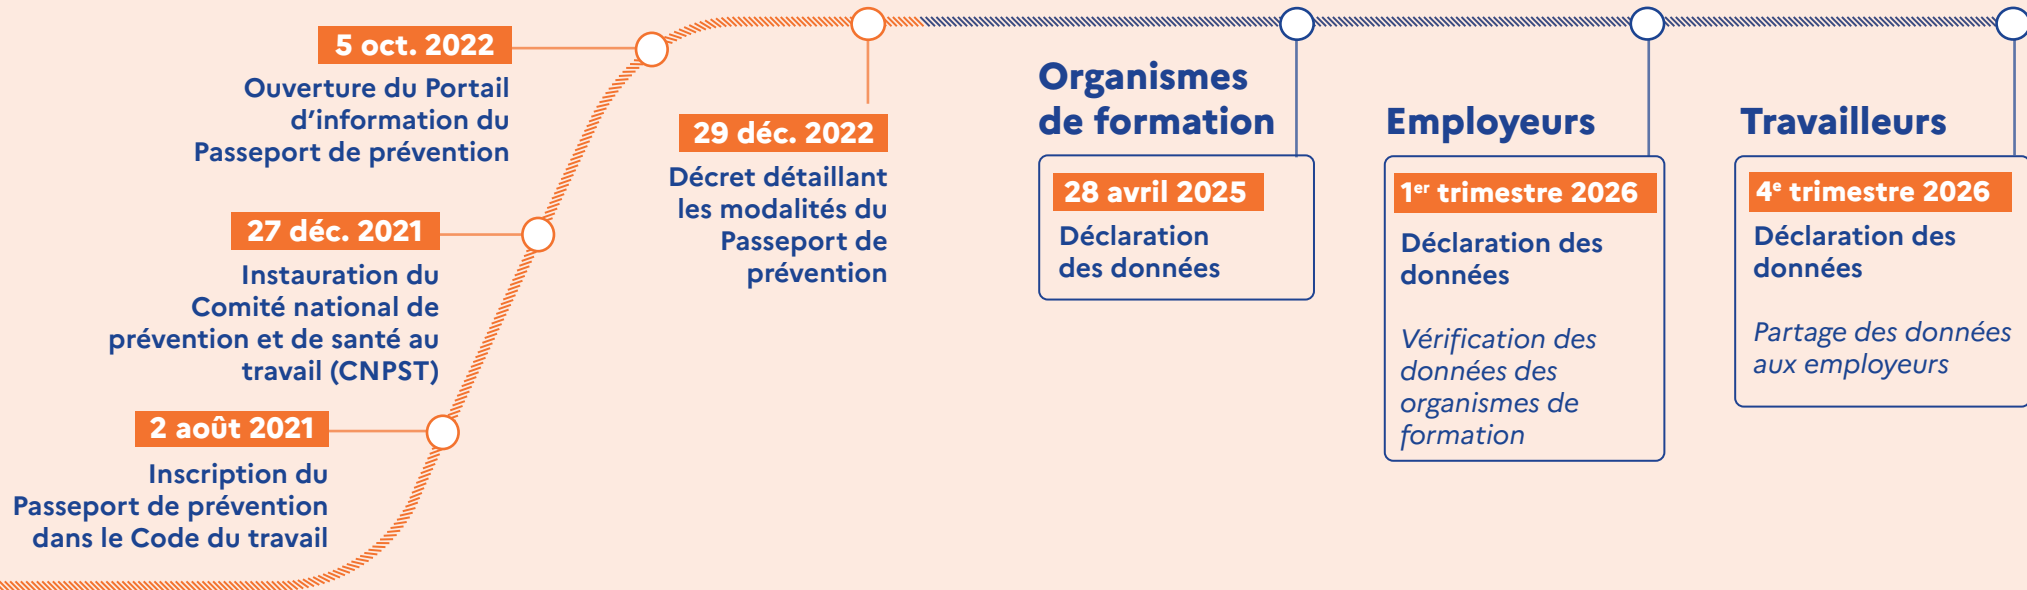 5 oct. 2022
Ouverture du Portail
d’information du
Passeport de prévention
27 déc. 2021
Instauration du
Comité national de
prévention et de santé au
travail (CNPST)
2 août 2021
Inscription du
Passeport de prévention
dans le Code du travail
29 déc. 2022
Décret détaillant
les modalités du
Passeport de
prévention
Organismes
de formation
28 avril 2025
Déclaration
des données
Employeurs
1er trimestre 2026
Déclaration des
données
Vérification des
données des
organismes de
formation
Travailleurs
4e trimestre 2026
Déclaration des
données
Partage des données
aux employeurs